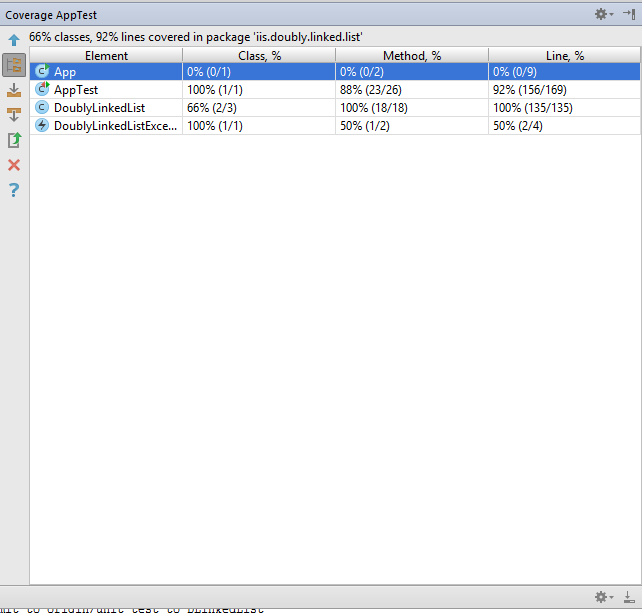 Coverage AppTest
66% classes, 92% lines covered in package 'iis.doubly.linked.list'
Element Class, % Method, % Line, %
App 0% (0/1) 0% (0/2) 0% (0/9)
AppTest 100% (1/1) 88% (23/26) 92% (156/169)
DoublyLinkedList 66% (2/3) 100% (18/18) 100% (135/135)
DoublyLinkedListExce... 100% (1/1) 50% (1/2) 50% (2/4)